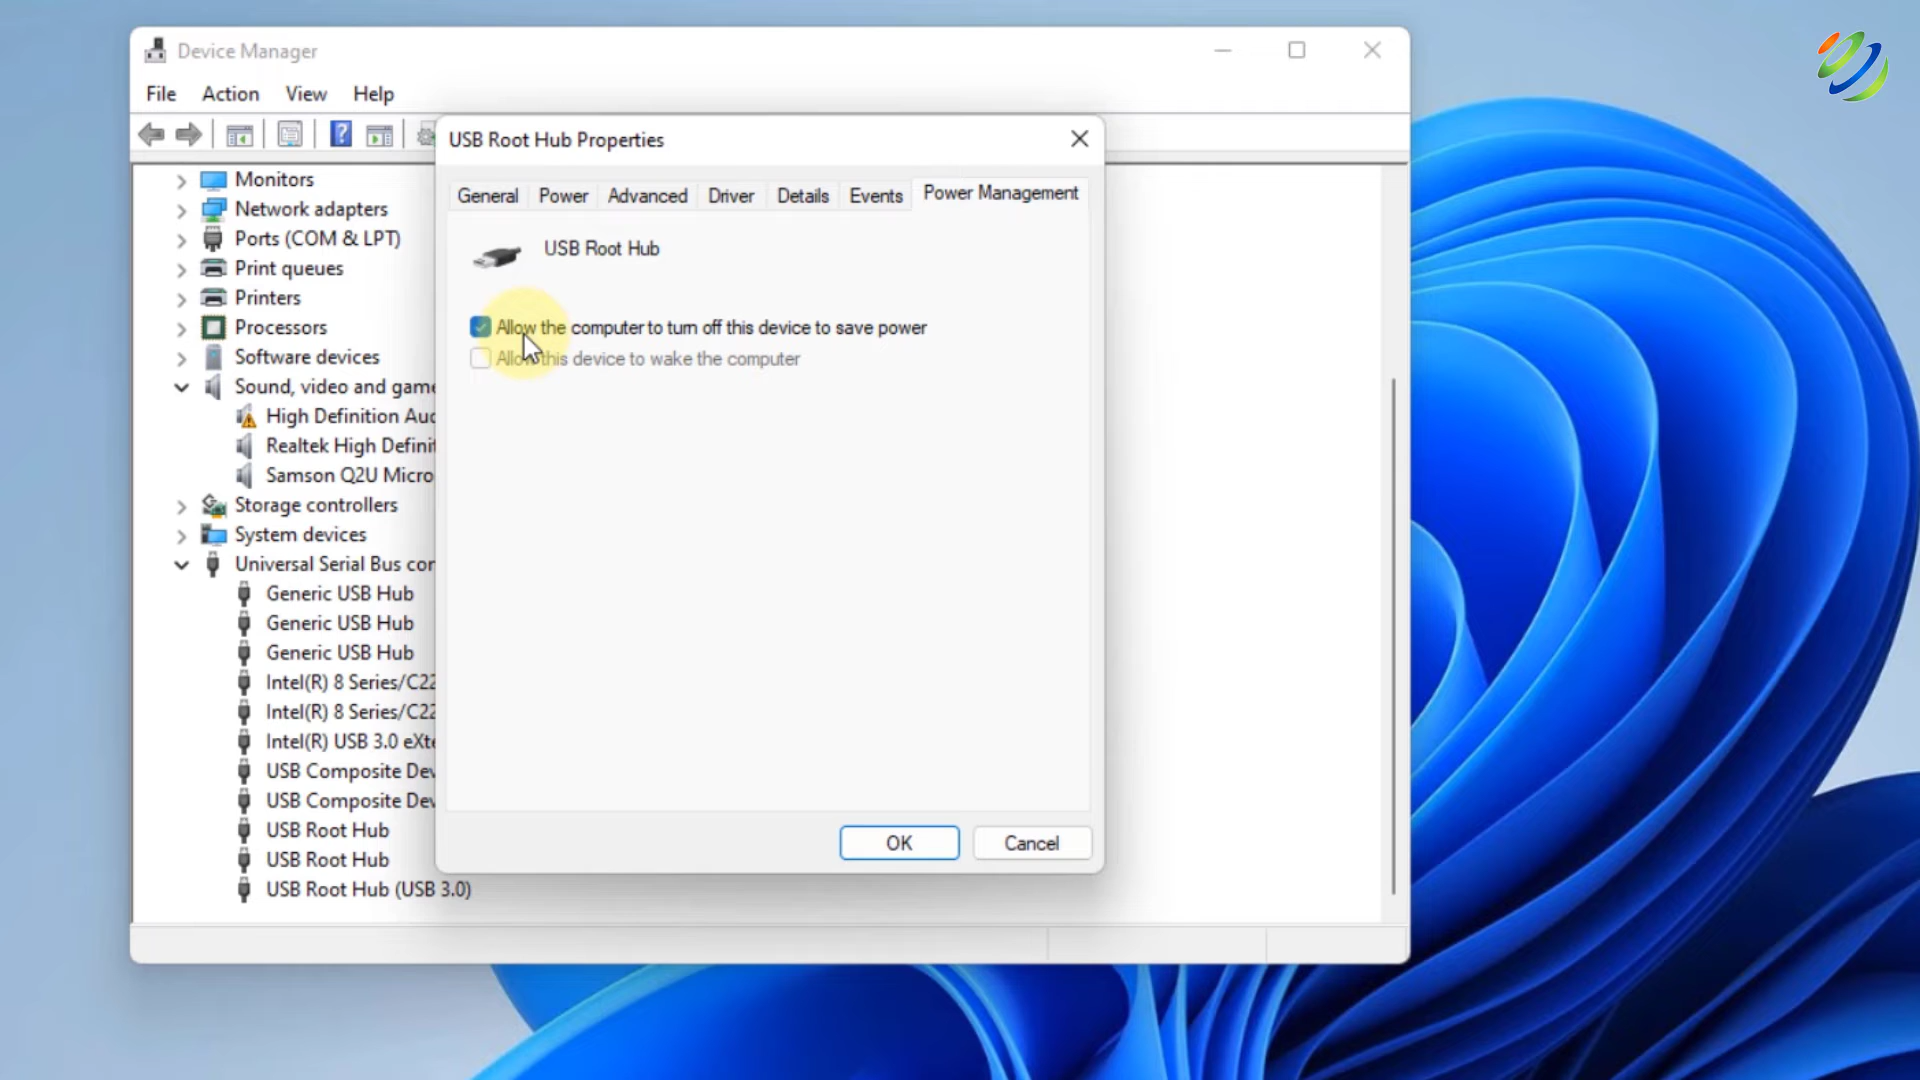 Device Manager
File Action View Help
USB Root Hub Properties
General Power Advanced Driver Details Events Power Management
USB Root Hub
Allow the computer to turn off this device to save power
Allow this device to wake the computer
OK Cancel
Monitors
Network adapters
Ports (COM & LPT)
Print queues
Printers
Processors
Software devices
Sound, video and game
High Definition Aud
Realtek High Definit
Samson Q2U Micro
Storage controllers
System devices
Universal Serial Bus con
Generic USB Hub
Generic USB Hub
Generic USB Hub
Intel(R) 8 Series/C22
Intel(R) 8 Series/C22
Intel(R) USB 3.0 eXte
USB Composite Dev
USB Composite Dev
USB Root Hub
USB Root Hub
USB Root Hub (USB 3.0)